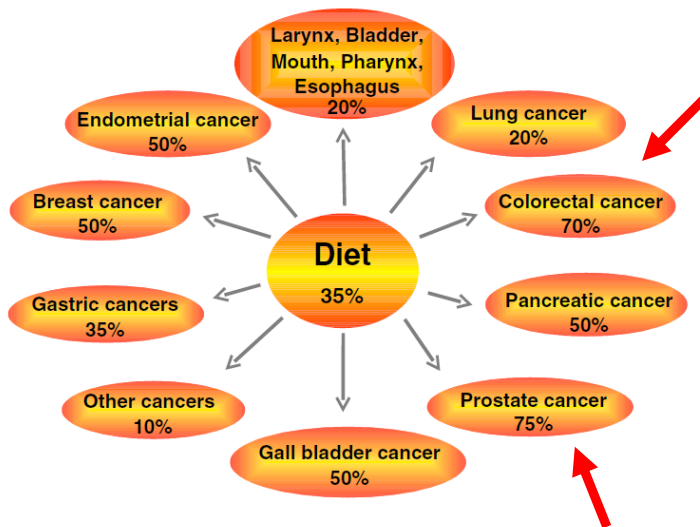 Larynx, Bladder,
Mouth, Pharynx,
Esophagus
20%
Endometrial cancer
50%
Lung cancer
20%
Breast cancer
50%
Colorectal cancer
70%
Diet
35%
Gastric cancers
35%
Pancreatic cancer
50%
Other cancers
10%
Prostate cancer
75%
Gall bladder cancer
50%